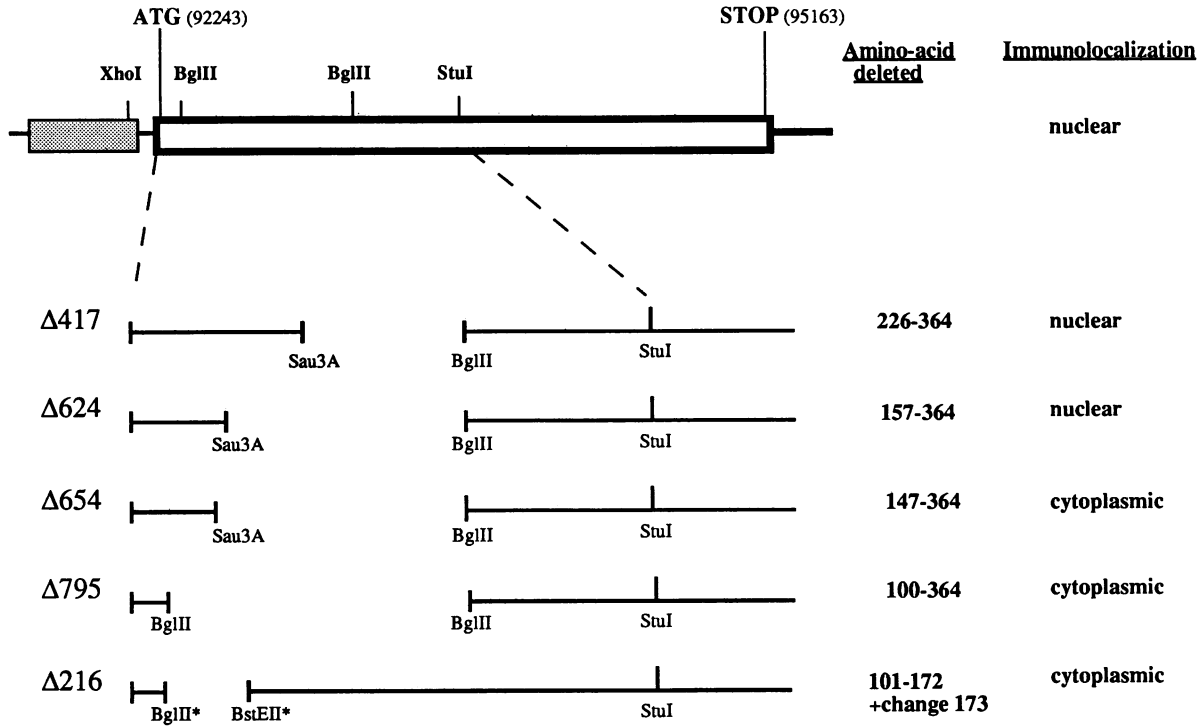 ATG (92243)
STOP (95163)
XhoI BglII BglII StuI
Amino-acid deleted
Immunolocalization
nuclear
Δ417
Sau3A BglII StuI
226-364
nuclear
Δ624
Sau3A BglII StuI
157-364
nuclear
Δ654
Sau3A BglII StuI
147-364
cytoplasmic
Δ795
BglII BglII StuI
100-364
cytoplasmic
Δ216
BglII* BstEII* StuI
101-172
+change 173
cytoplasmic